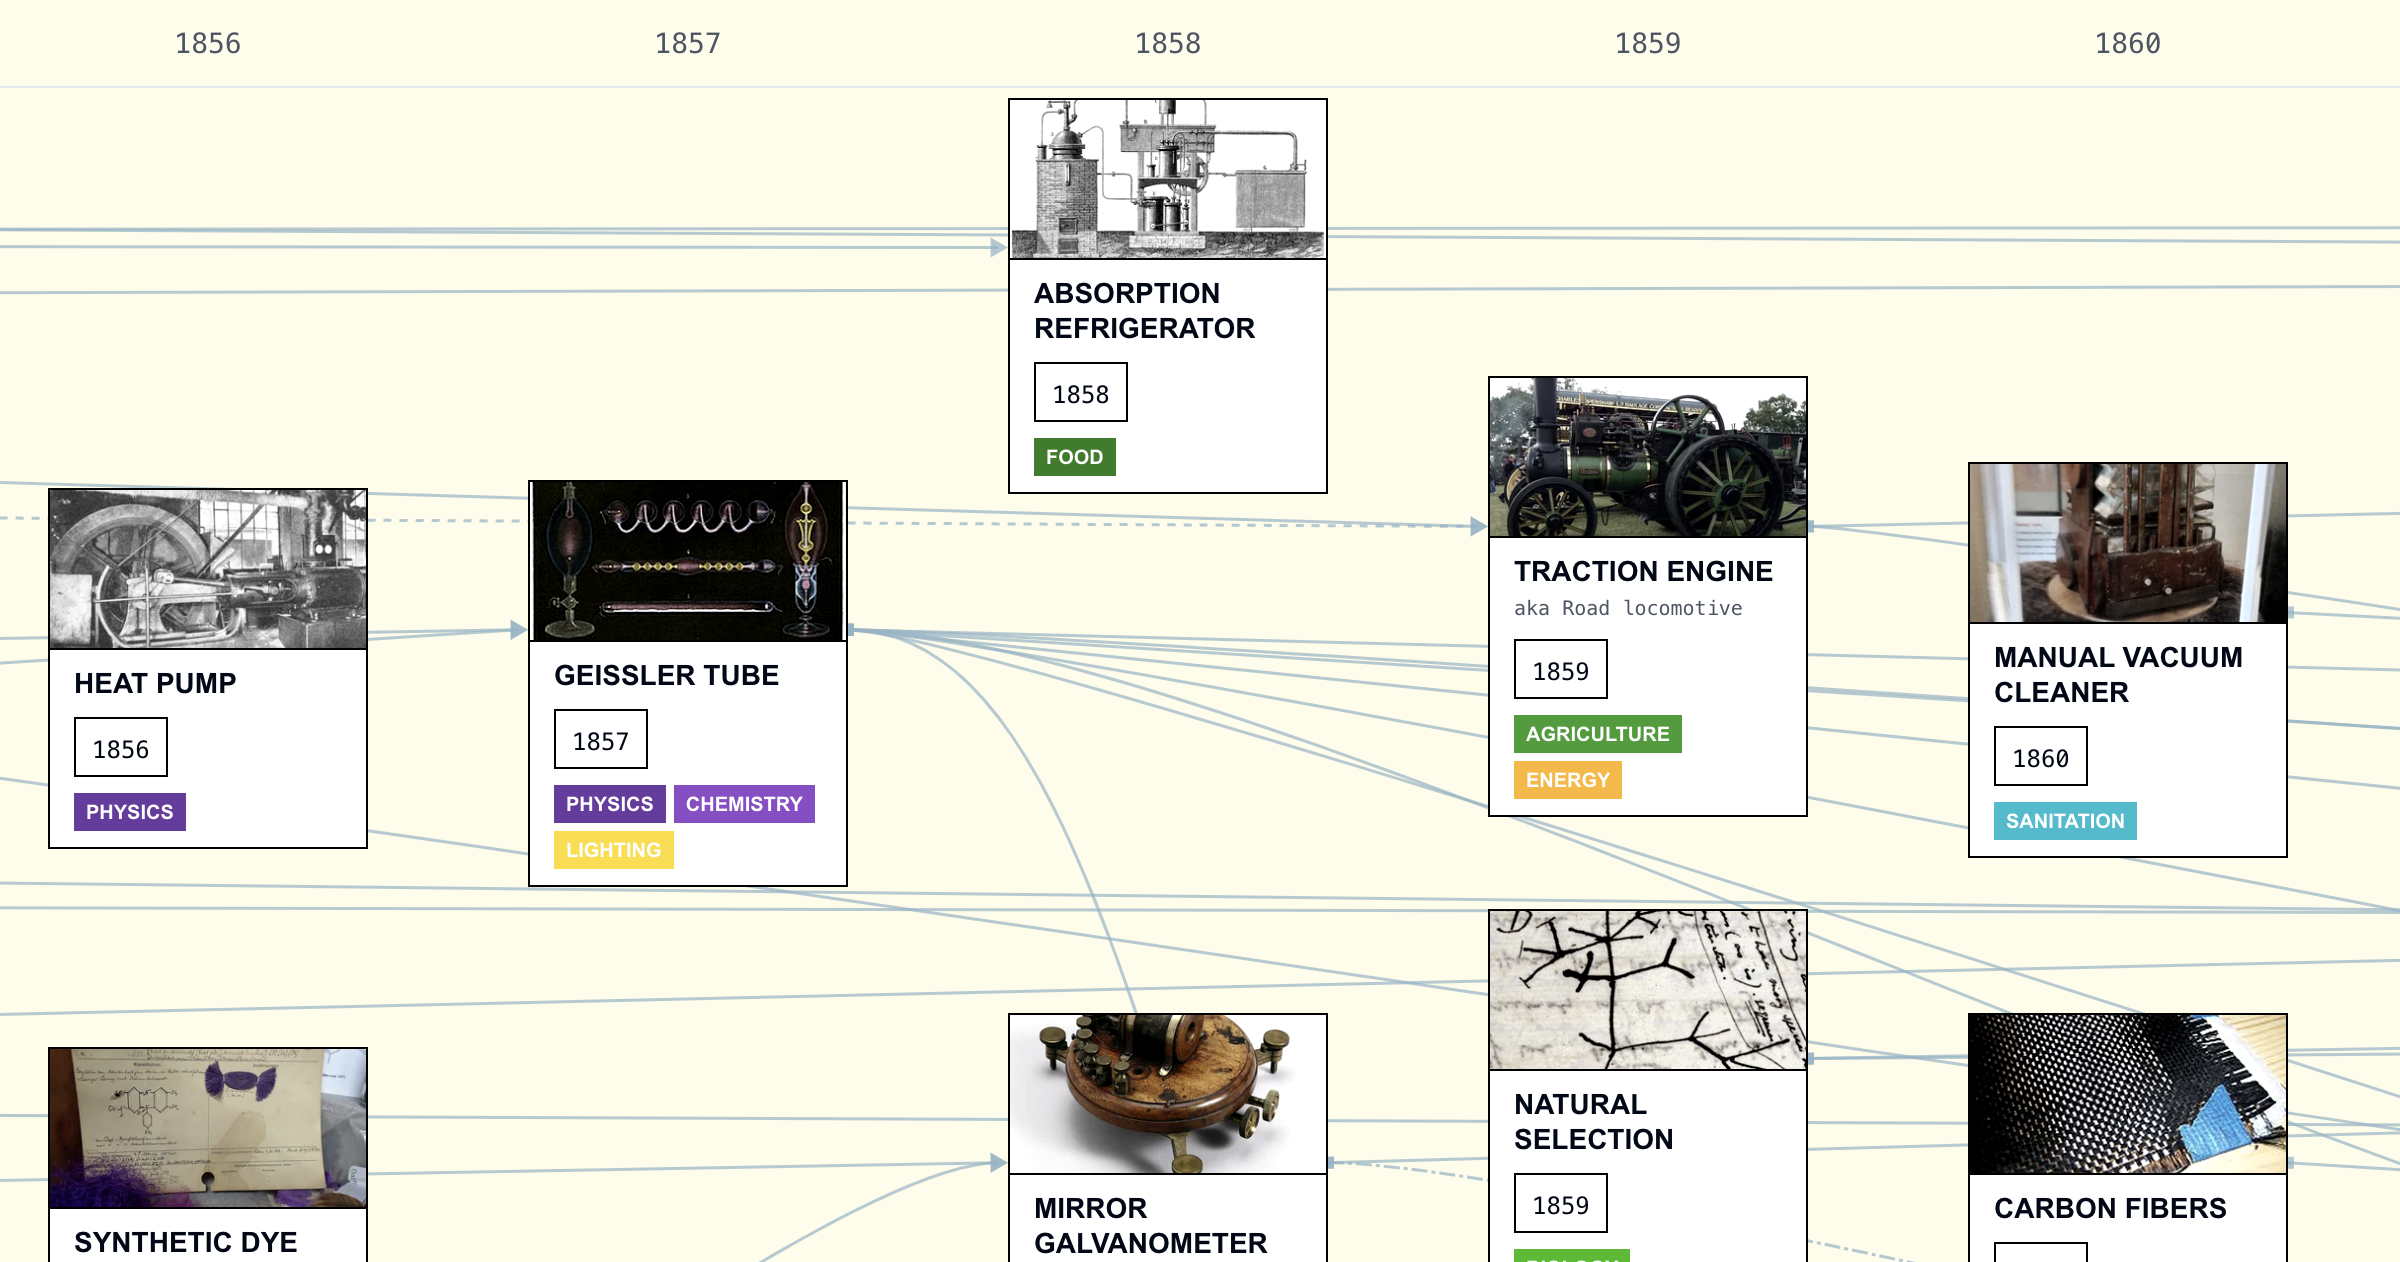 1856
1857
1858
1859
1860
ABSORPTION
REFRIGERATOR
1858
FOOD
TRACTION ENGINE
aka Road locomotive
1859
AGRICULTURE
ENERGY
MANUAL VACUUM
CLEANER
1860
SANITATION
HEAT PUMP
1856
PHYSICS
GEISSLER TUBE
1857
PHYSICS CHEMISTRY
LIGHTING
NATURAL
SELECTION
1859
BIOLOGY
SYNTHETIC DYE
MIRROR
GALVANOMETER
CARBON FIBERS